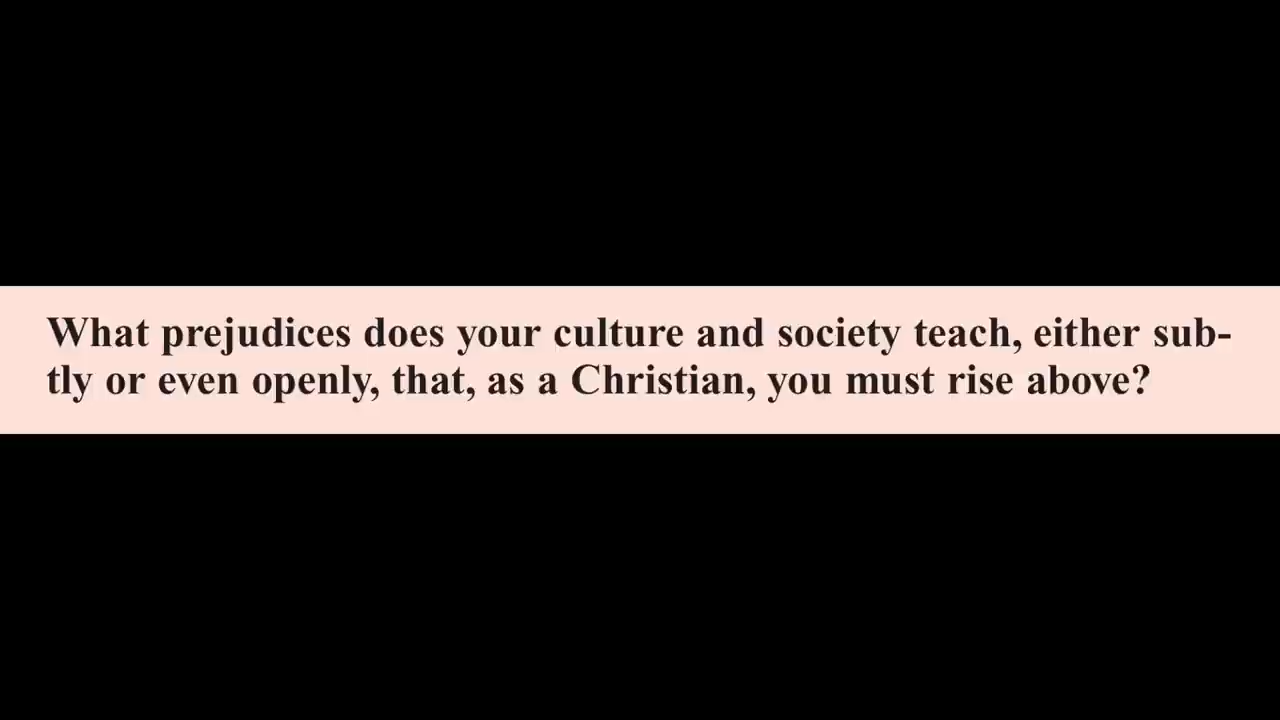 What prejudices does your culture and society teach, either sub-
tly or even openly, that, as a Christian, you must rise above?